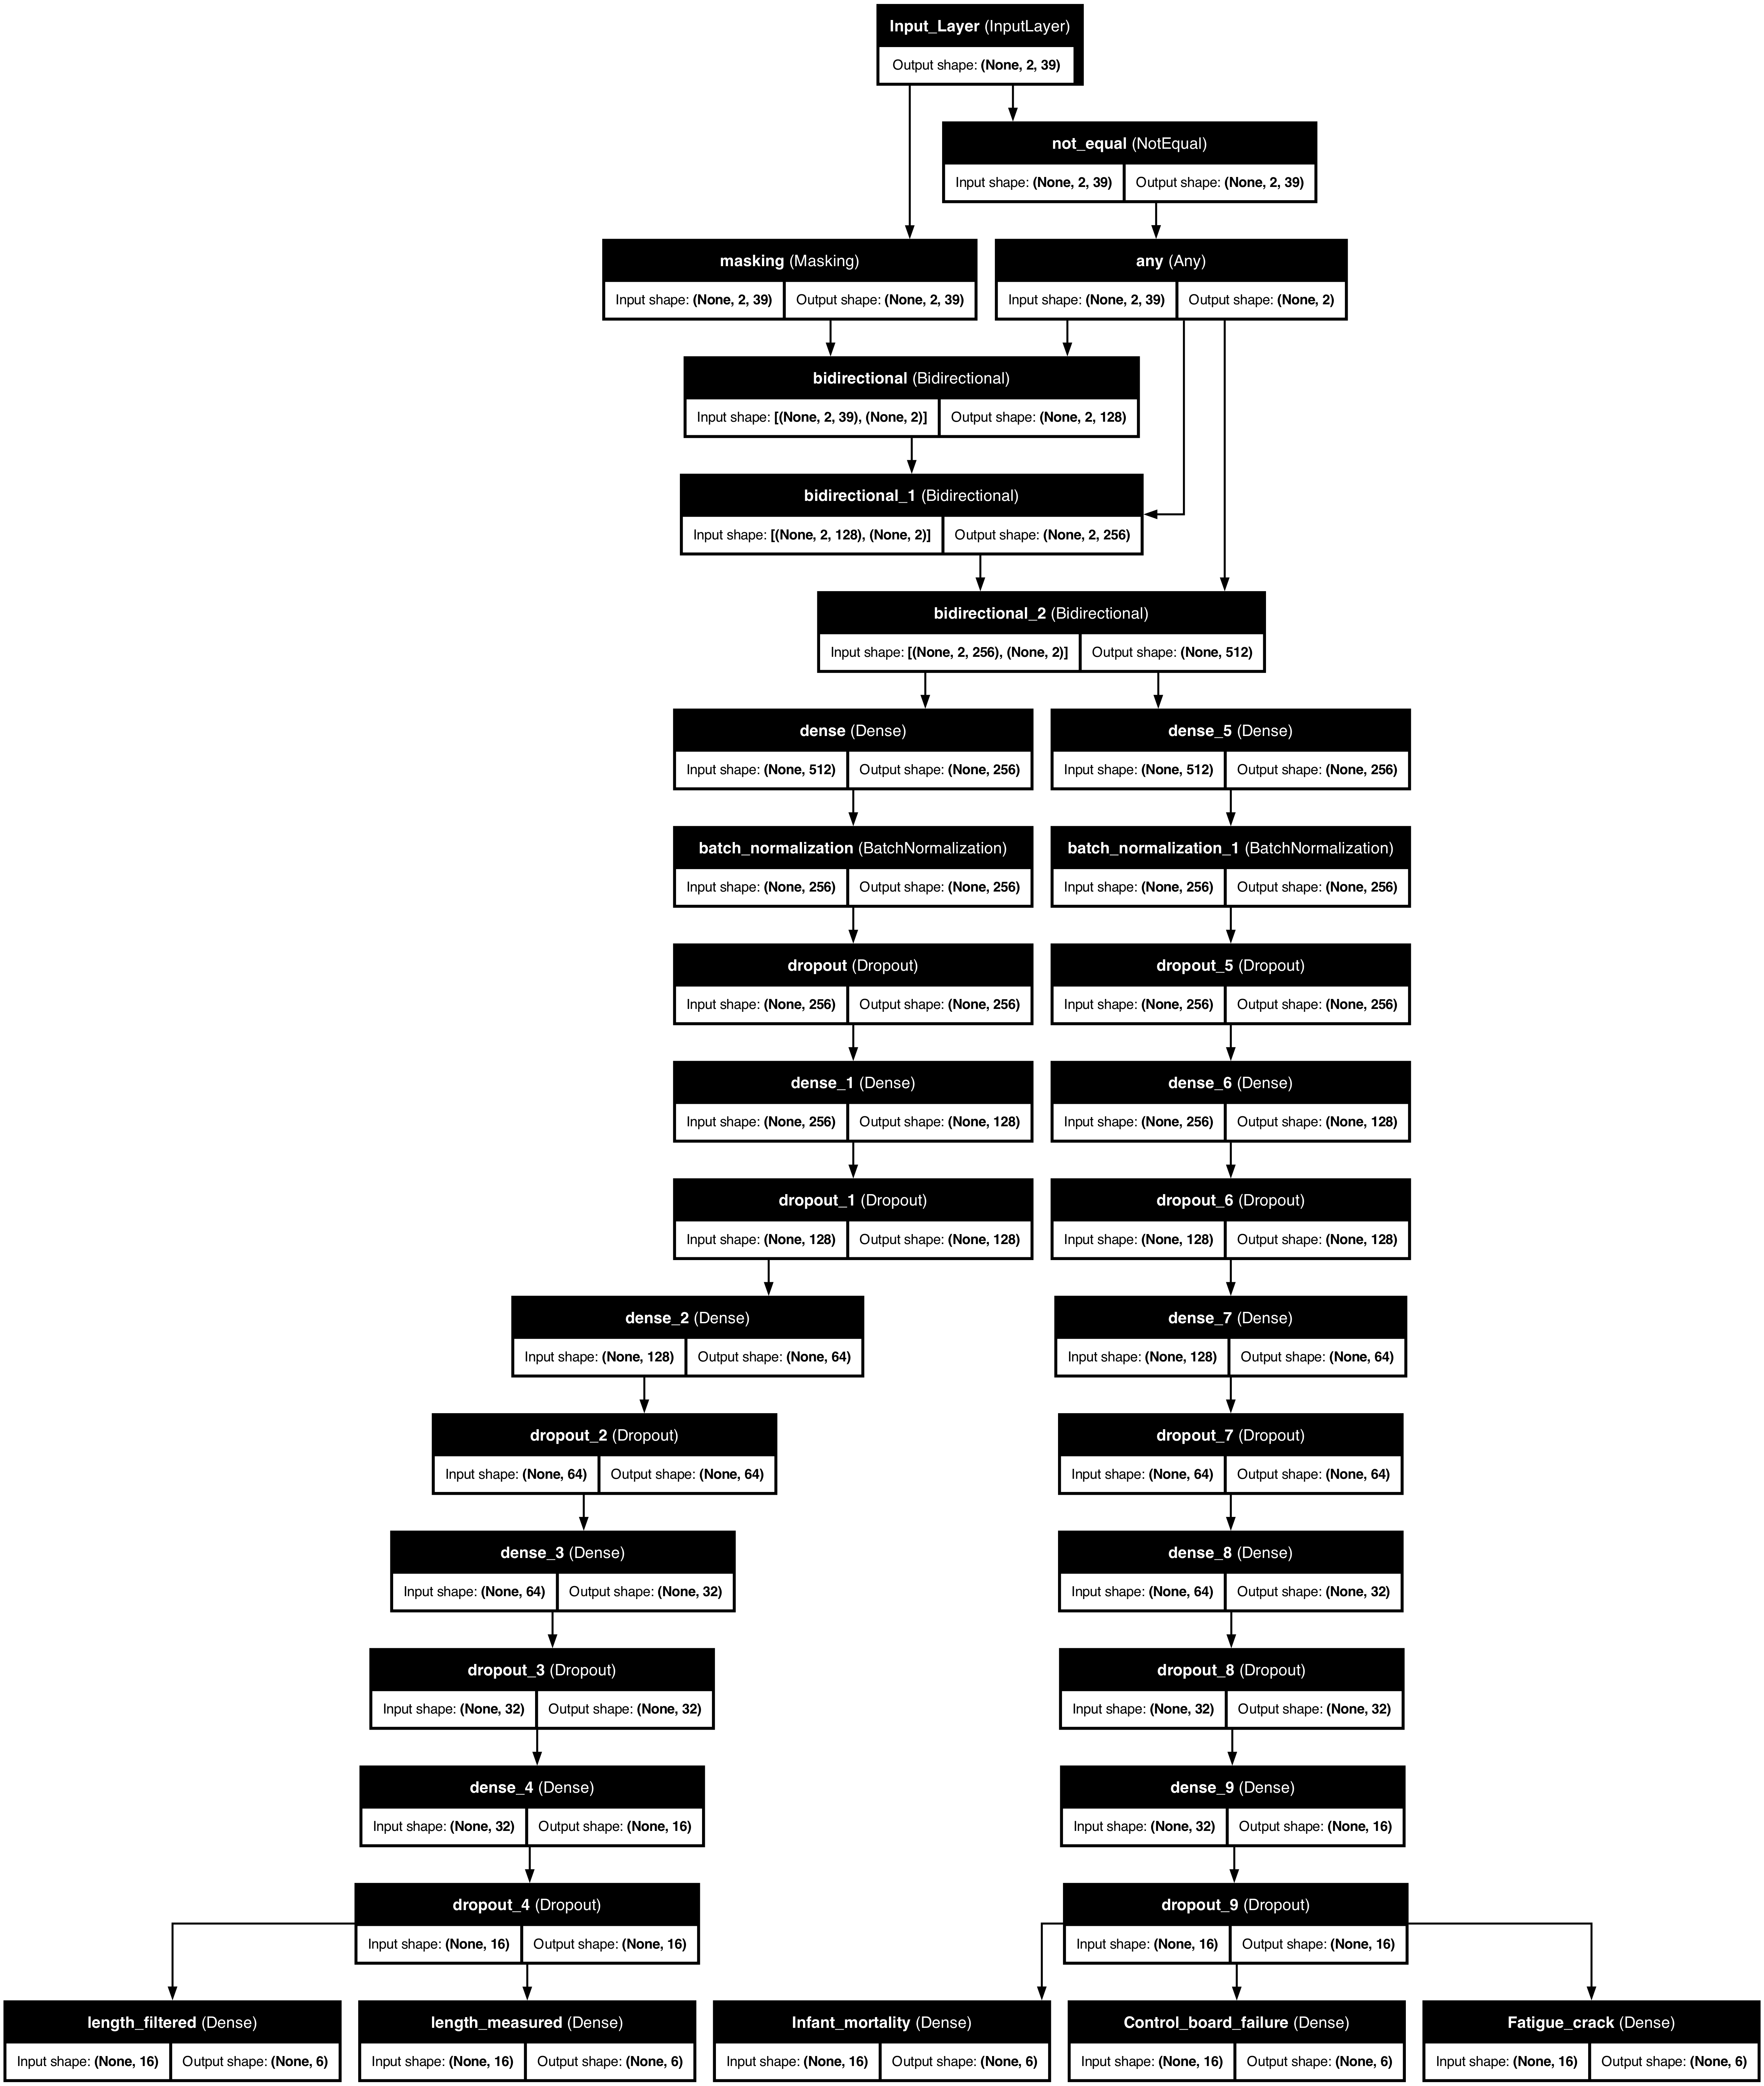 Input_Layer (InputLayer)
Output shape: (None, 2, 39)
not_equal (NotEqual)
Input shape: (None, 2, 39) Output shape: (None, 2, 39)
masking (Masking) any (Any)
Input shape: (None, 2, 39) Output shape: (None, 2, 39) Input shape: (None, 2, 39) Output shape: (None, 2)
bidirectional (Bidirectional)
Input shape: [(None, 2, 39), (None, 2)] Output shape: (None, 2, 128)
bidirectional_1 (Bidirectional)
Input shape: [(None, 2, 128), (None, 2)] Output shape: (None, 2, 256)
bidirectional_2 (Bidirectional)
Input shape: [(None, 2, 256), (None, 2)] Output shape: (None, 512)
dense (Dense) dense_5 (Dense)
Input shape: (None, 512) Output shape: (None, 256) Input shape: (None, 512) Output shape: (None, 256)
batch_normalization (BatchNormalization) batch_normalization_1 (BatchNormalization)
Input shape: (None, 256) Output shape: (None, 256) Input shape: (None, 256) Output shape: (None, 256)
dropout (Dropout) dropout_5 (Dropout)
Input shape: (None, 256) Output shape: (None, 256) Input shape: (None, 256) Output shape: (None, 256)
dense_1 (Dense) dense_6 (Dense)
Input shape: (None, 256) Output shape: (None, 128) Input shape: (None, 256) Output shape: (None, 128)
dropout_1 (Dropout) dropout_6 (Dropout)
Input shape: (None, 128) Output shape: (None, 128) Input shape: (None, 128) Output shape: (None, 128)
dense_2 (Dense) dense_7 (Dense)
Input shape: (None, 128) Output shape: (None, 64) Input shape: (None, 128) Output shape: (None, 64)
dropout_2 (Dropout) dropout_7 (Dropout)
Input shape: (None, 64) Output shape: (None, 64) Input shape: (None, 64) Output shape: (None, 64)
dense_3 (Dense) dense_8 (Dense)
Input shape: (None, 64) Output shape: (None, 32) Input shape: (None, 64) Output shape: (None, 32)
dropout_3 (Dropout) dropout_8 (Dropout)
Input shape: (None, 32) Output shape: (None, 32) Input shape: (None, 32) Output shape: (None, 32)
dense_4 (Dense) dense_9 (Dense)
Input shape: (None, 32) Output shape: (None, 16) Input shape: (None, 32) Output shape: (None, 16)
dropout_4 (Dropout) dropout_9 (Dropout)
Input shape: (None, 16) Output shape: (None, 16) Input shape: (None, 16) Output shape: (None, 16)
length_filtered (Dense) length_measured (Dense) Infant_mortality (Dense) Control_board_failure (Dense) Fatigue_crack (Dense)
Input shape: (None, 16) Output shape: (None, 6) Input shape: (None, 16) Output shape: (None, 6) Input shape: (None, 16) Output shape: (None, 6) Input shape: (None, 16) Output shape: (None, 6) Input shape: (None, 16) Output shape: (None, 6)